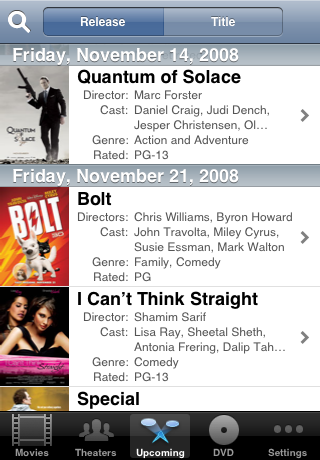 Release
Title
Friday, November 14, 2008
QUANTUM OF SOLACE
Quantum of Solace
Director: Marc Forster
Cast: Daniel Craig, Judi Dench,
Jesper Christensen, Ol…
Genre: Action and Adventure
Rated: PG-13
Friday, November 21, 2008
BOLT
Bolt
Directors: Chris Williams, Byron Howard
Cast: John Travolta, Miley Cyrus,
Susie Essman, Mark Walton
Genre: Family, Comedy
Rated: PG
I Can't Think Straight
Director: Shamim Sarif
Cast: Lisa Ray, Sheetal Sheth,
Antonia Frering, Dalip Tah…
Genre: Comedy
Rated: PG-13
Special
Movies
Theaters
Upcoming
DVD
Settings